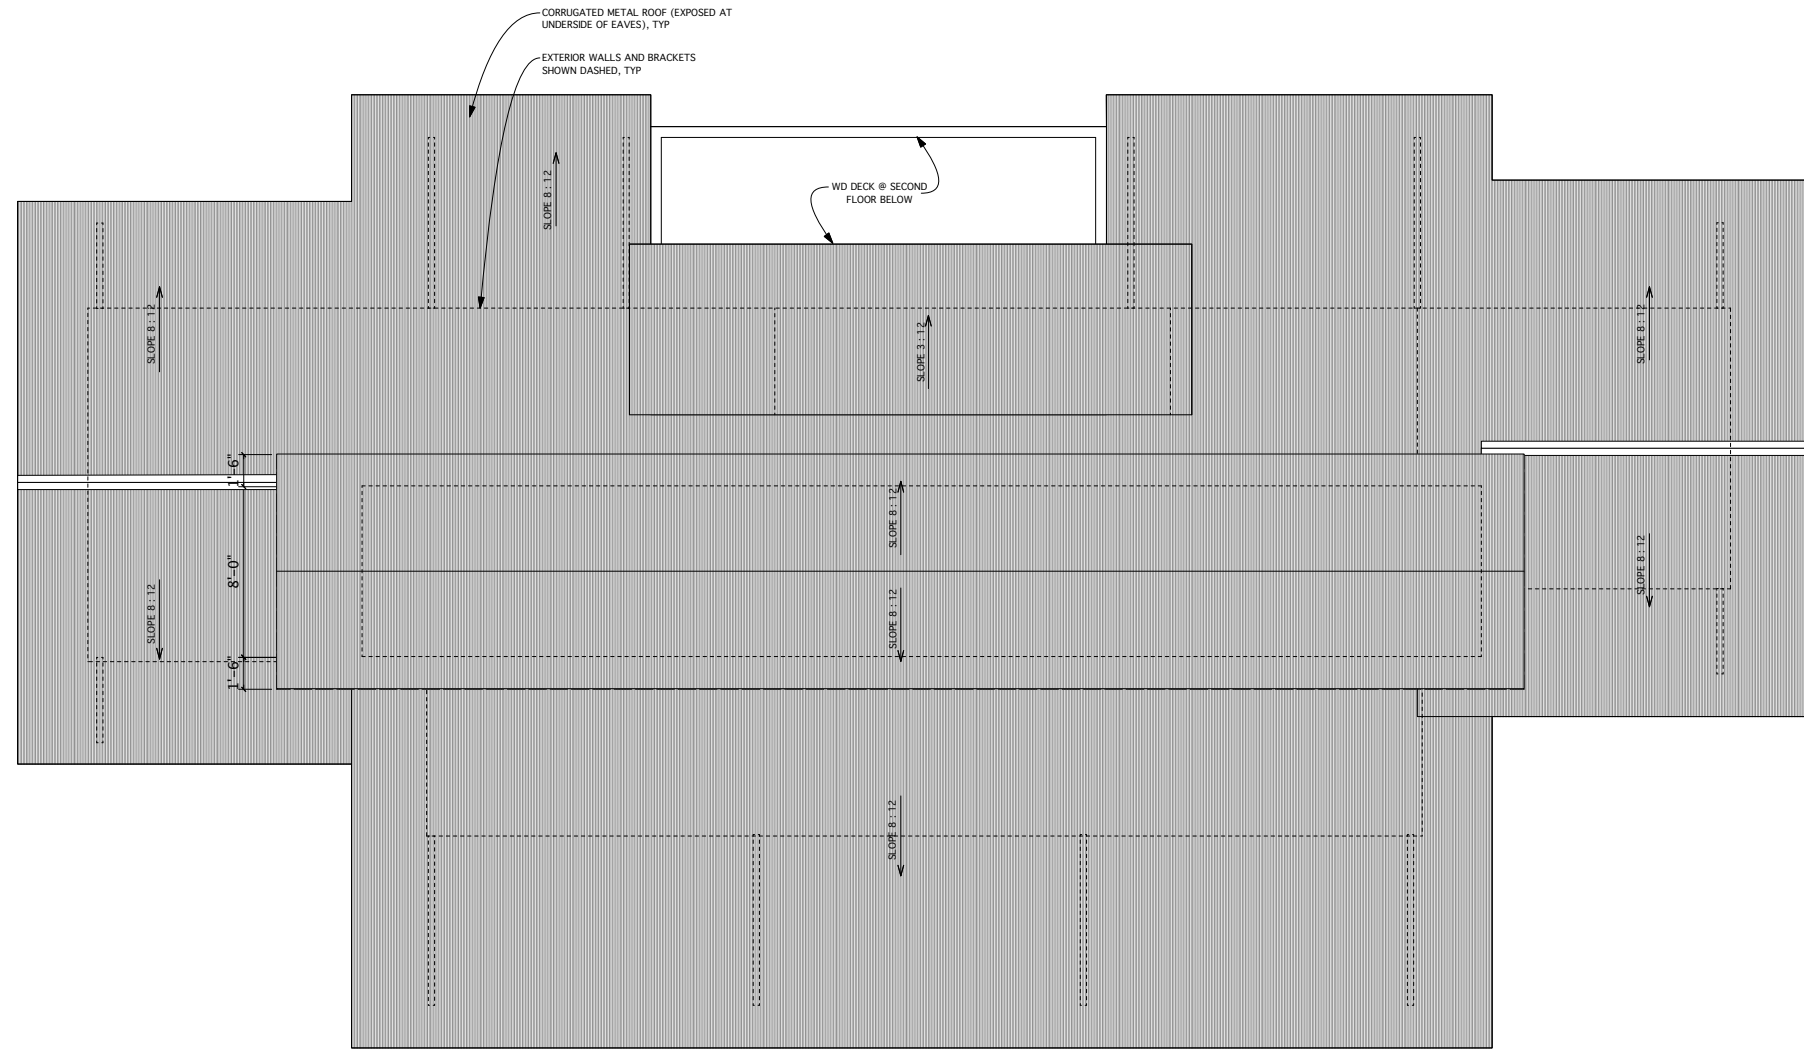 CORRUGATED METAL ROOF (EXPOSED AT
UNDERSIDE OF EAVES), TYP
EXTERIOR WALLS AND BRACKETS
SHOWN DASHED, TYP
WD DECK @ SECOND
FLOOR BELOW
SLOPE 8 : 12
SLOPE 8 : 12
SLOPE 3 : 12
SLOPE 8 : 12
1'-6"
8'-0"
1'-6"
SLOPE 8 : 12
SLOPE 8 : 12
SLOPE 8 : 12
SLOPE 8 : 12
SLOPE 8 : 12